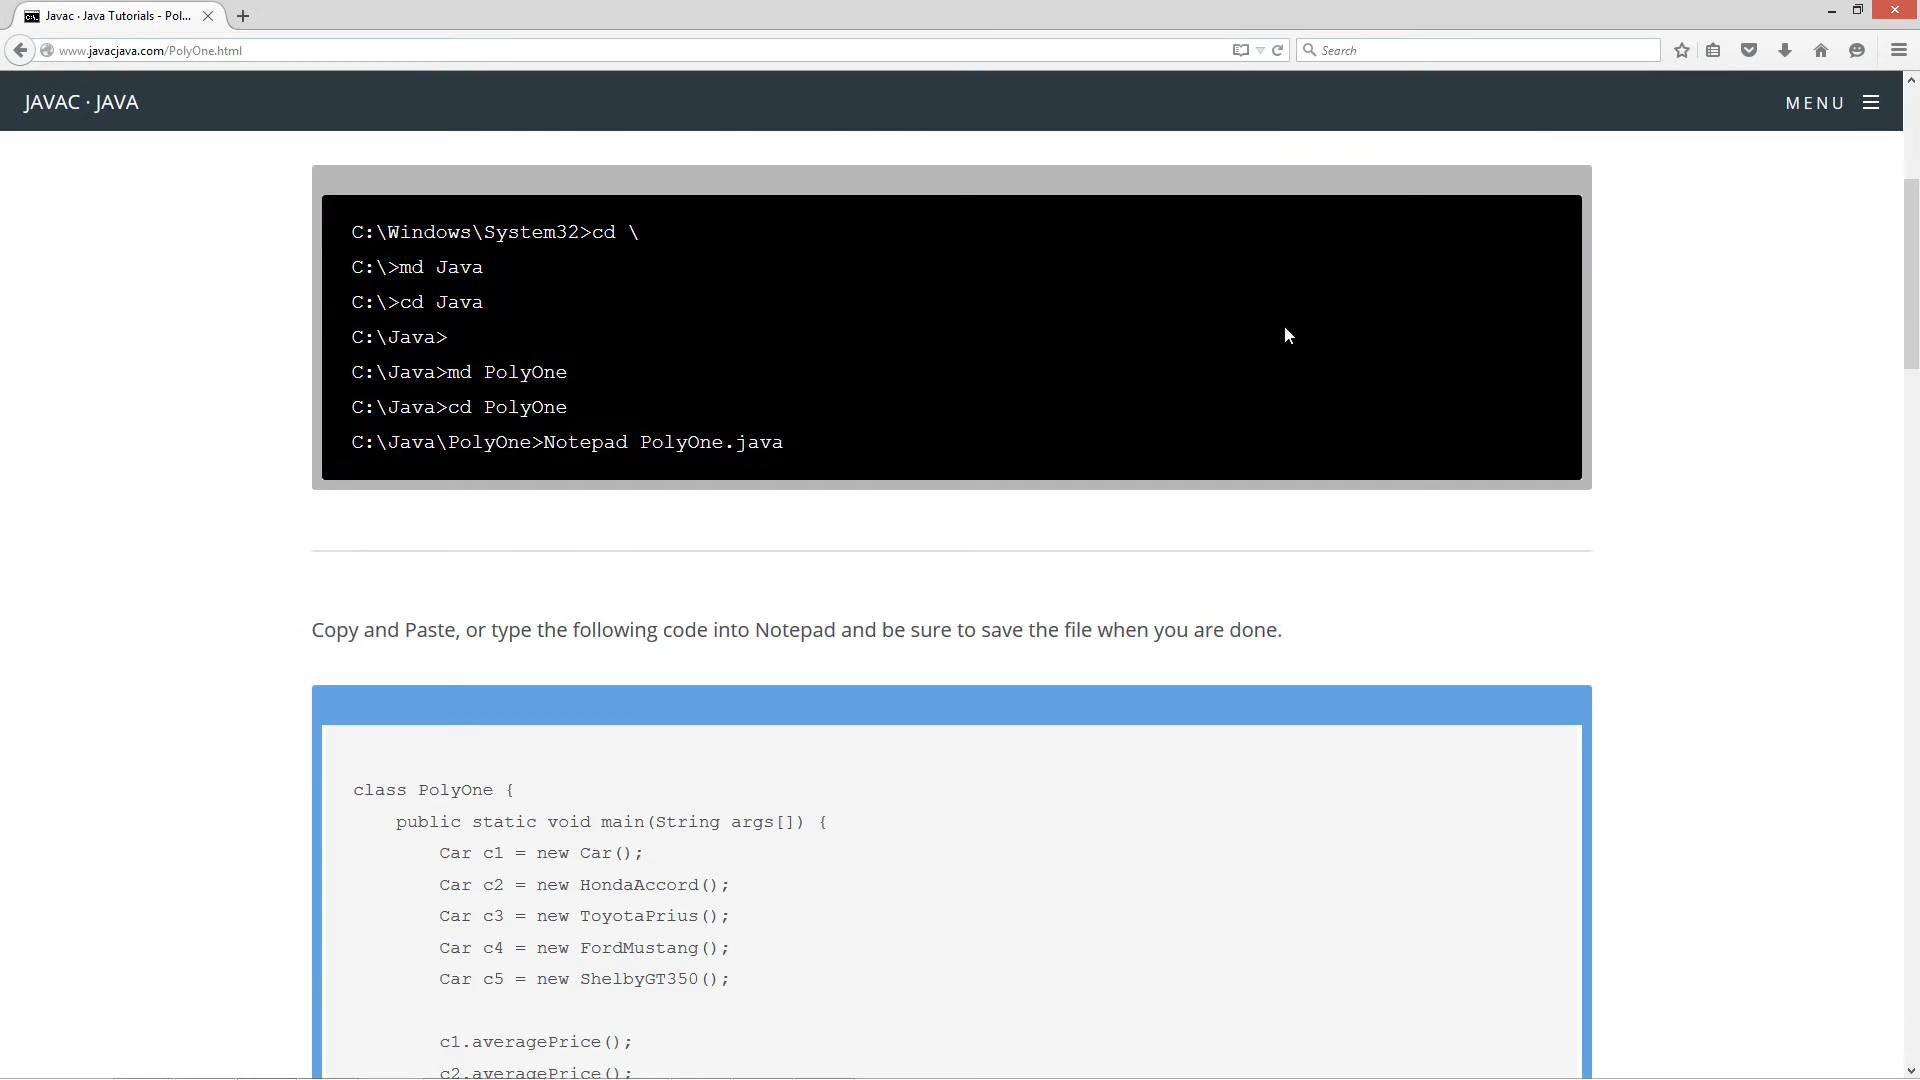 Javac · Java Tutorials - Pol...
www.javacjava.com/PolyOne.html
Search
JAVAC · JAVA
MENU
C:\Windows\System32>cd \
C:\>md Java
C:\>cd Java
C:\Java>
C:\Java>md PolyOne
C:\Java>cd PolyOne
C:\Java\PolyOne>Notepad PolyOne.java
Copy and Paste, or type the following code into Notepad and be sure to save the file when you are done.
class PolyOne {
public static void main(String args[]) {
Car c1 = new Car();
Car c2 = new HondaAccord();
Car c3 = new ToyotaPrius();
Car c4 = new FordMustang();
Car c5 = new ShelbyGT350();
c1.averagePrice();
c2.averagePrice();